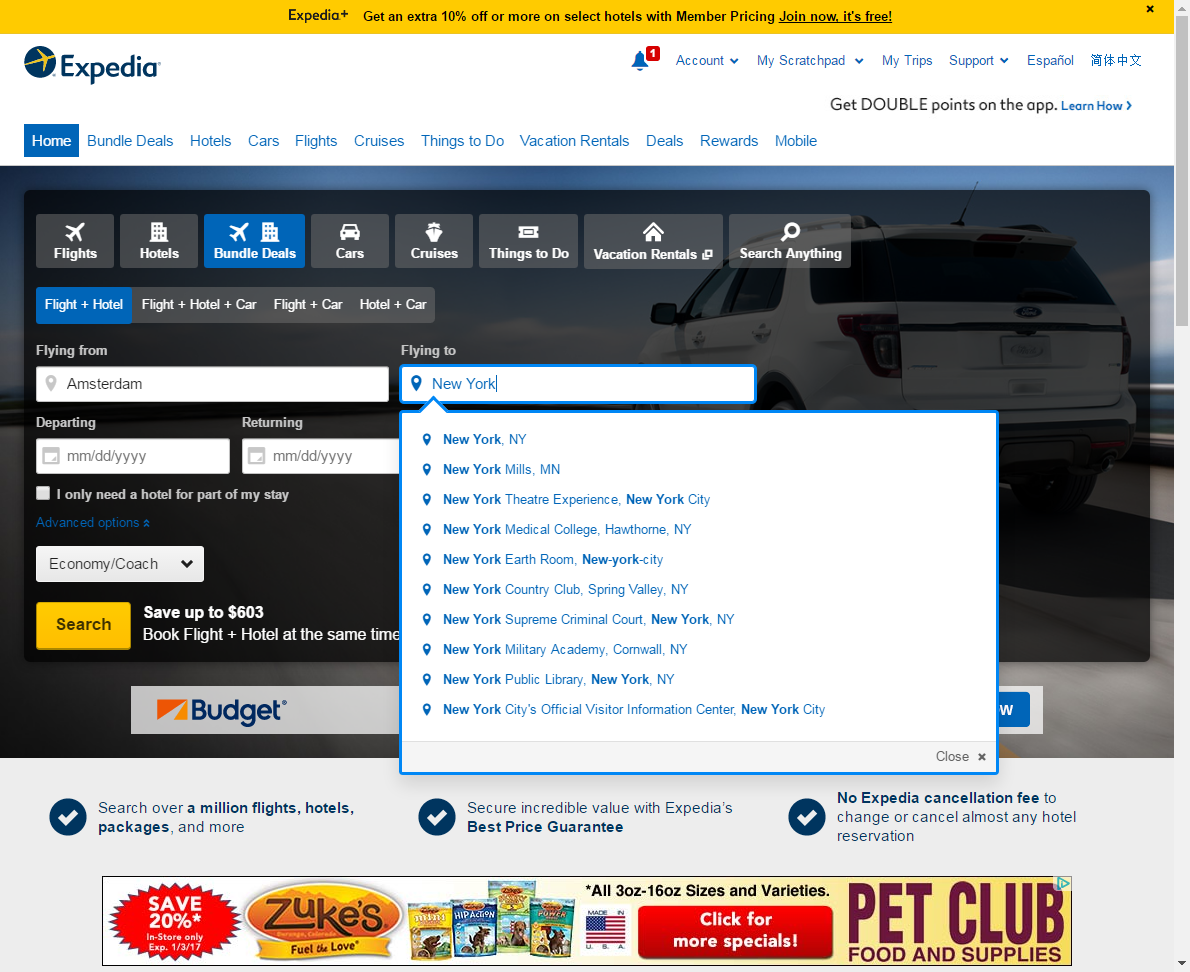 Expedia+ Get an extra 10% off or more on select hotels with Member Pricing Join now, it's free!
Expedia
1 Account My Scratchpad My Trips Support Español 简体中文
Get DOUBLE points on the app. Learn How
Home Bundle Deals Hotels Cars Flights Cruises Things to Do Vacation Rentals Deals Rewards Mobile
Flights Hotels Bundle Deals Cars Cruises Things to Do Vacation Rentals Search Anything
Flight + Hotel Flight + Hotel + Car Flight + Car Hotel + Car
Flying from Flying to
Amsterdam New York
Departing Returning
mm/dd/yyyy mm/dd/yyyy
I only need a hotel for part of my stay
Advanced options
Economy/Coach
Search
Save up to $603
Book Flight + Hotel at the same time
New York, NY
New York Mills, MN
New York Theatre Experience, New York City
New York Medical College, Hawthorne, NY
New York Earth Room, New-york-city
New York Country Club, Spring Valley, NY
New York Supreme Criminal Court, New York, NY
New York Military Academy, Cornwall, NY
New York Public Library, New York, NY
New York City's Official Visitor Information Center, New York City
Close
Budget
W
Search over a million flights, hotels,
packages, and more
Secure incredible value with Expedia's
Best Price Guarantee
No Expedia cancellation fee to
change or cancel almost any hotel
reservation
SAVE
20%*
In-Store only
Exp. 1/3/17
Zuke's
Durango, Colorado
Fuel the Love
mini
HIP ACTION
POWER
*All 3oz-16oz Sizes and Varieties.
MADE IN
U.S.A.
Click for
more specials!
PET CLUB
FOOD AND SUPPLIES